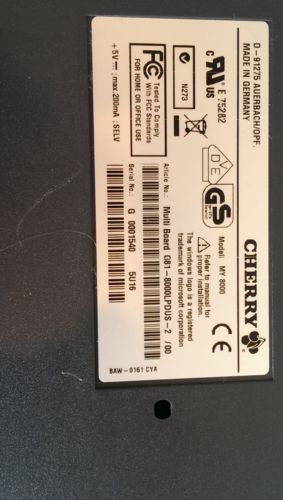 CHERRY
Modell MY 8000
Refer to manual for
proper installation.
The windows logo is a registered
trademark of microsoft corporation
Multi Board G81-8000LPDUS-2 /00
Article No.:
Serial No.:
G 0001540 5U16
BAW-0161 CYA
D-91275 AUERBACH/OPF.
MADE IN GERMANY
c UL US E 75282
N273
DVE
GS
FC Tested To Comply
With FCC Standards
FOR HOME OR OFFICE USE
+5V ; max.200mA ; SELV
CE